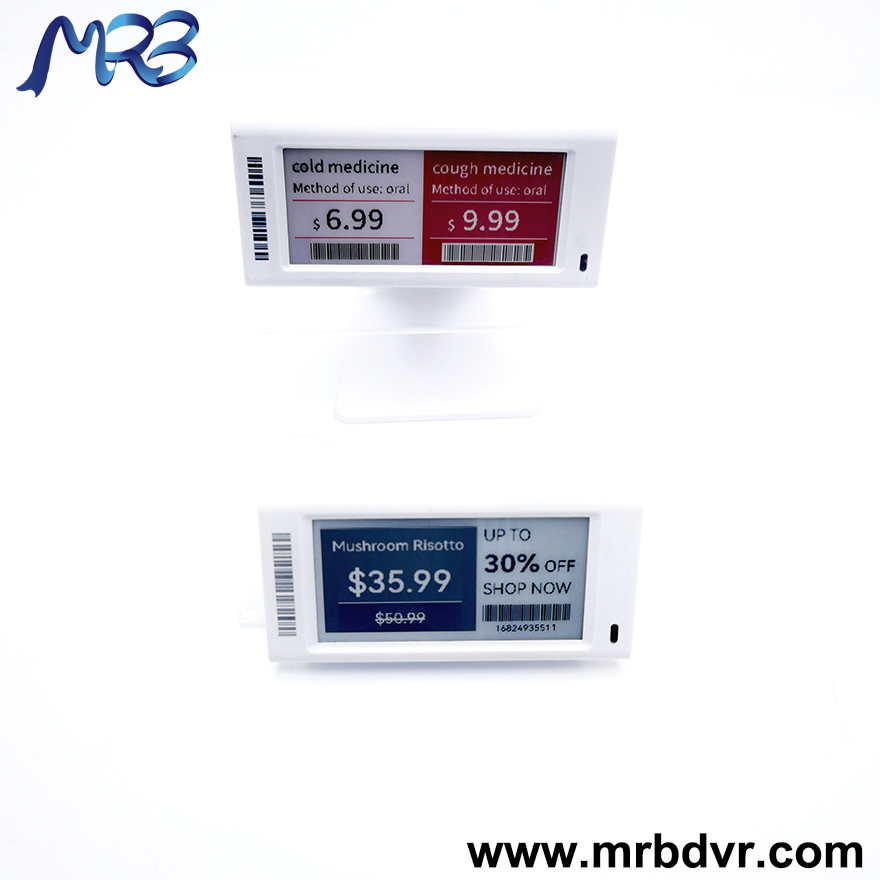 MRB
cold medicine
Method of use: oral
$ 6.99
cough medicine
Method of use: oral
$ 9.99
Mushroom Risotto
$35.99
$50.99
UP TO
30% OFF
SHOP NOW
16824935511
www.mrbdvr.com